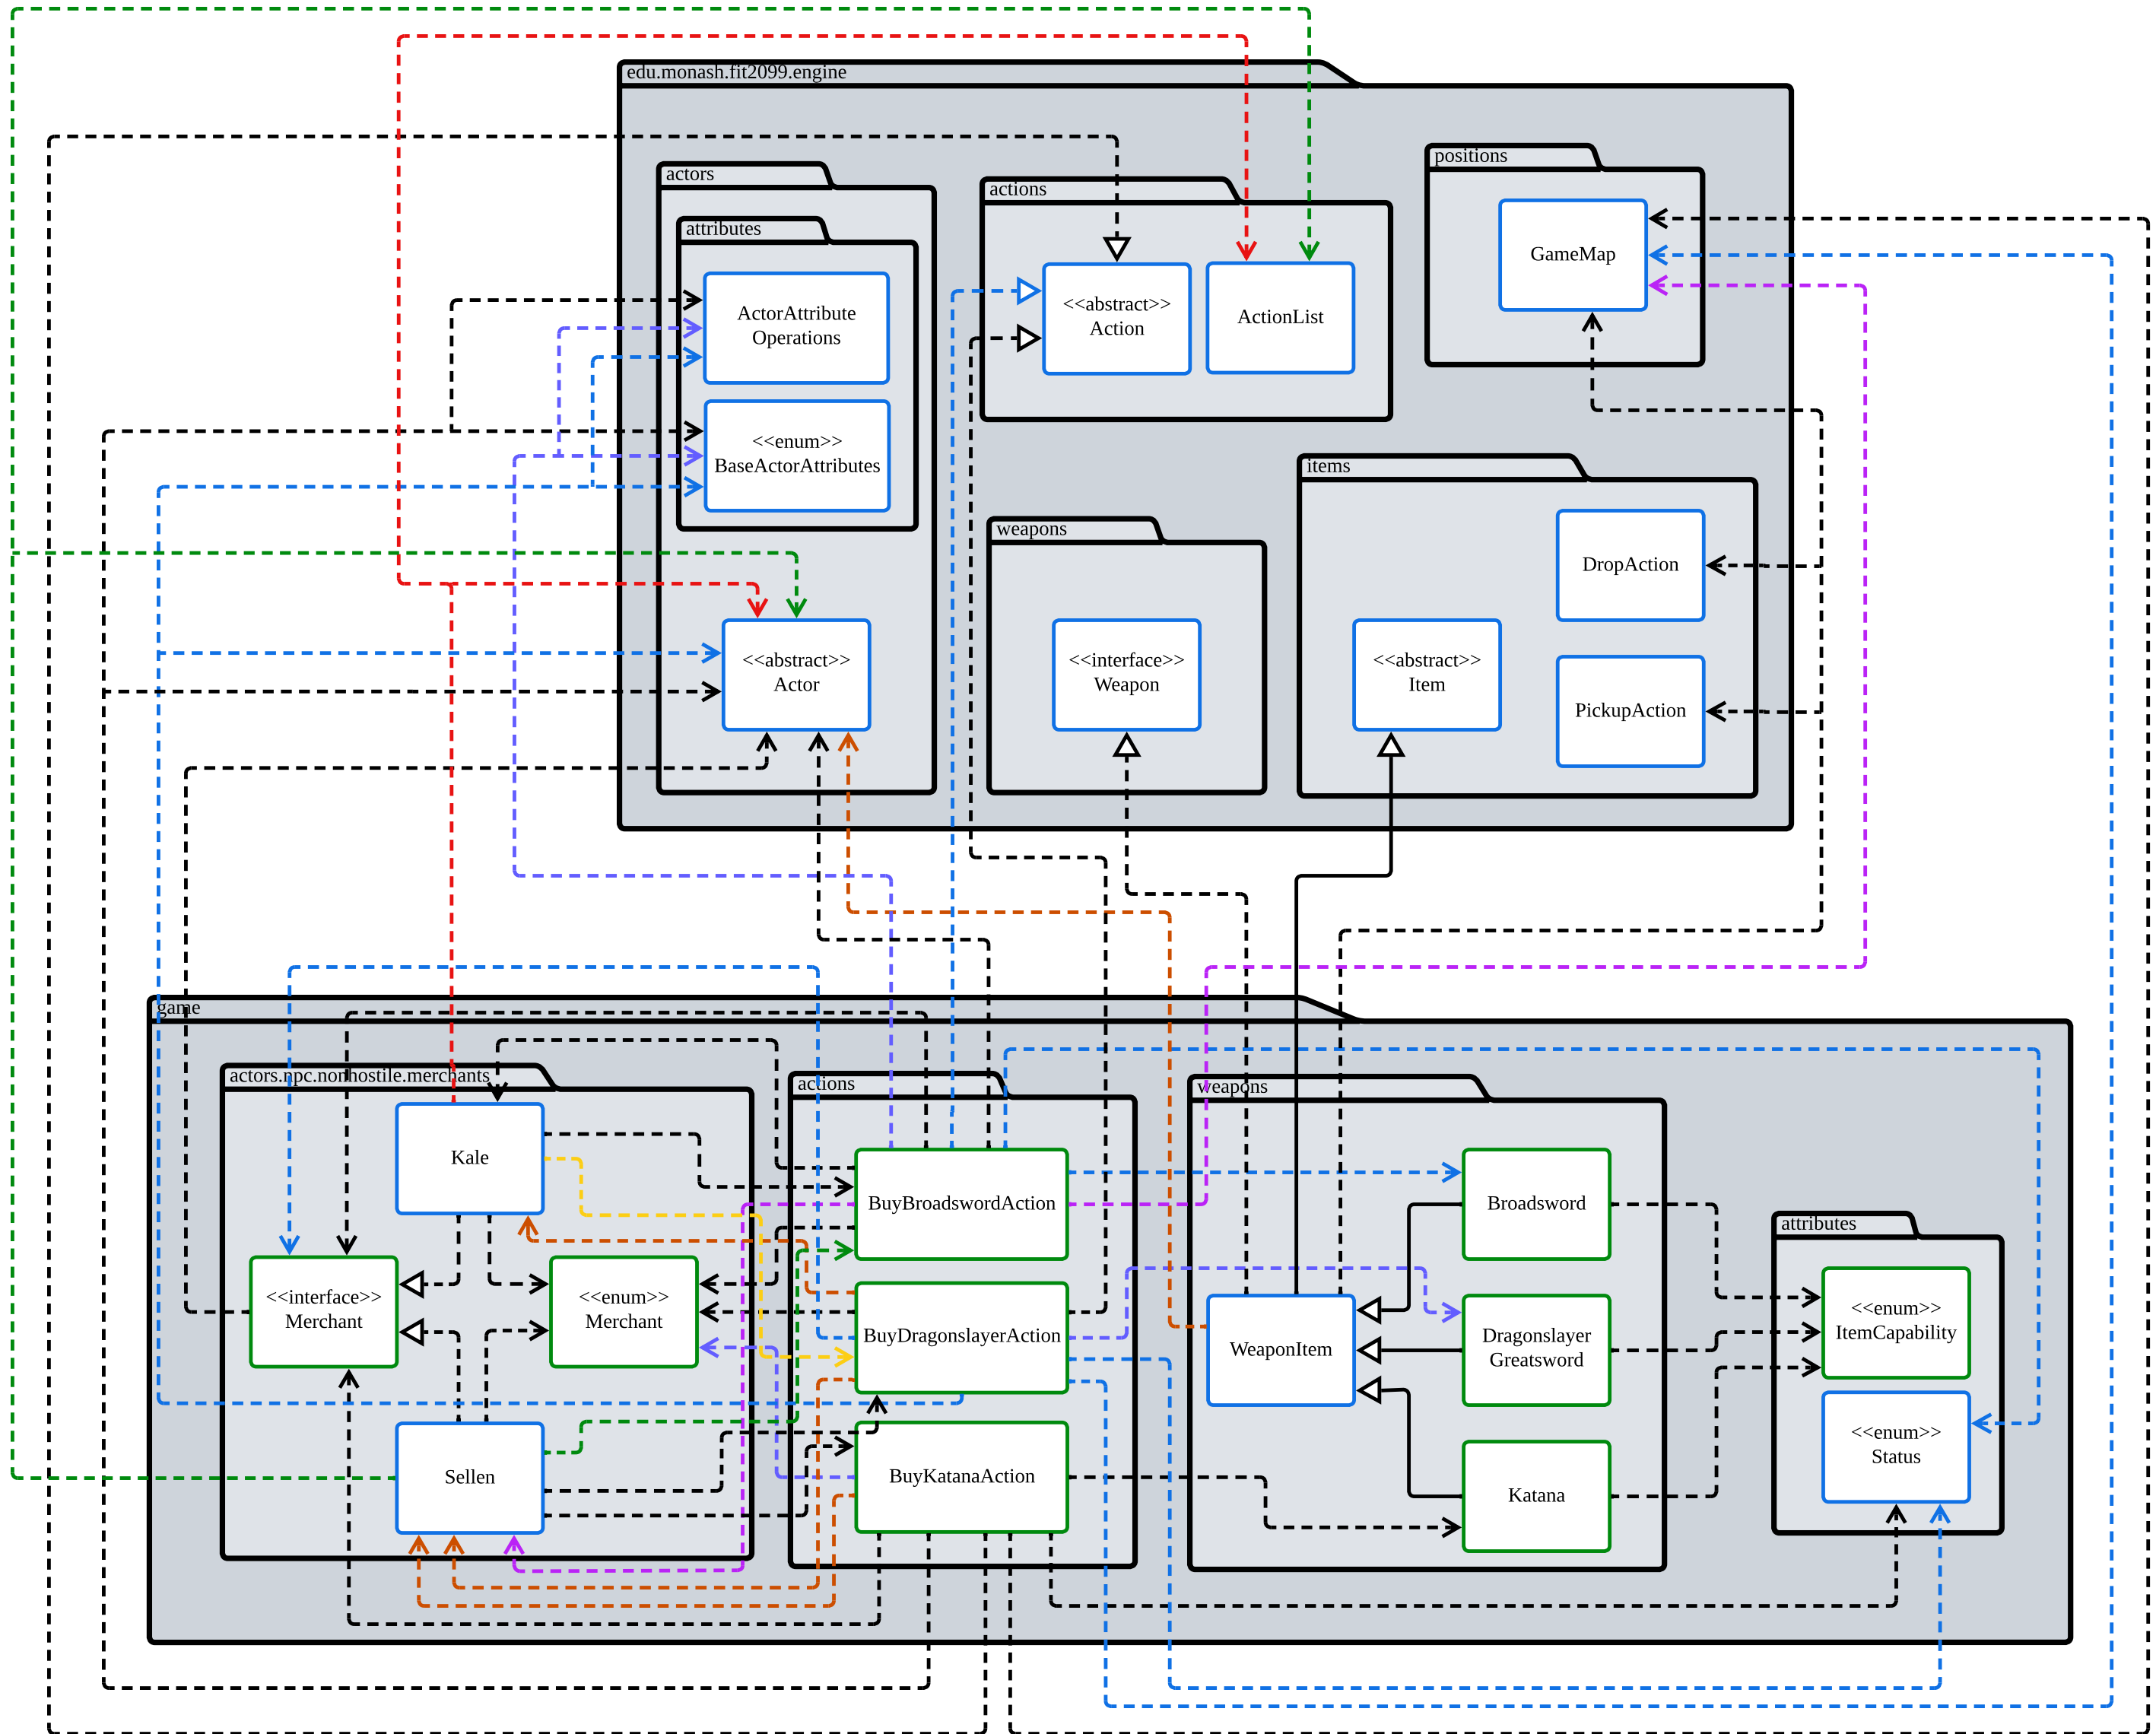 edu.monash.fit2099.engine
positions
actors
actions
attributes
GameMap
ActorAttribute
Operations
<<abstract>>
Action
ActionList
<<enum>>
BaseActorAttributes
items
weapons
DropAction
<<abstract>>
Actor
<<interface>>
Weapon
<<abstract>>
Item
PickupAction
game
actors.npc.nonhostile.merchants
actions
weapons
Kale
BuyBroadswordAction
Broadsword
attributes
<<interface>>
Merchant
<<enum>>
Merchant
BuyDragonslayerAction
WeaponItem
Dragonslayer
Greatsword
<<enum>>
ItemCapability
<<enum>>
Status
Sellen
BuyKatanaAction
Katana